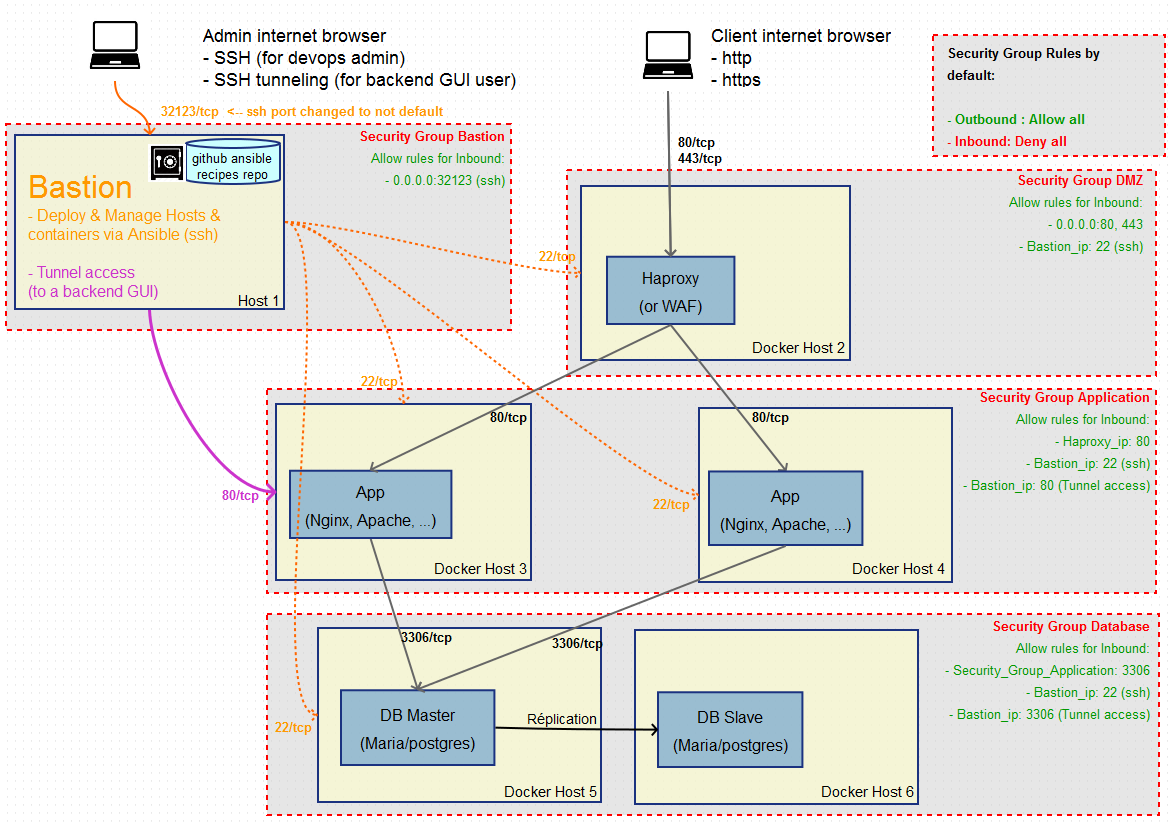 Admin internet browser
- SSH (for devops admin)
- SSH tunneling (for backend GUI user)
Client internet browser
- http
- https
Security Group Rules by
default:
- Outbound : Allow all
- Inbound: Deny all
32123/tcp <-- ssh port changed to not default
Security Group Bastion
Allow rules for Inbound:
- 0.0.0.0:32123 (ssh)
github ansible
recipes repo
Bastion
- Deploy & Manage Hosts &
containers via Ansible (ssh)
- Tunnel access
(to a backend GUI)
Host 1
80/tcp
443/tcp
Security Group DMZ
Allow rules for Inbound:
- 0.0.0.0:80, 443
- Bastion_ip: 22 (ssh)
22/tcp
Haproxy
(or WAF)
Docker Host 2
22/tcp
Security Group Application
Allow rules for Inbound:
- Haproxy_ip: 80
- Bastion_ip: 22 (ssh)
- Bastion_ip: 80 (Tunnel access)
80/tcp
80/tcp
80/tcp
22/tcp
App
(Nginx, Apache, ...)
Docker Host 3
App
(Nginx, Apache, ...)
Docker Host 4
Security Group Database
Allow rules for Inbound:
- Security_Group_Application: 3306
- Bastion_ip: 22 (ssh)
- Bastion_ip: 3306 (Tunnel access)
3306/tcp
3306/tcp
22/tcp
DB Master
(Maria/postgres)
Réplication
DB Slave
(Maria/postgres)
Docker Host 5
Docker Host 6